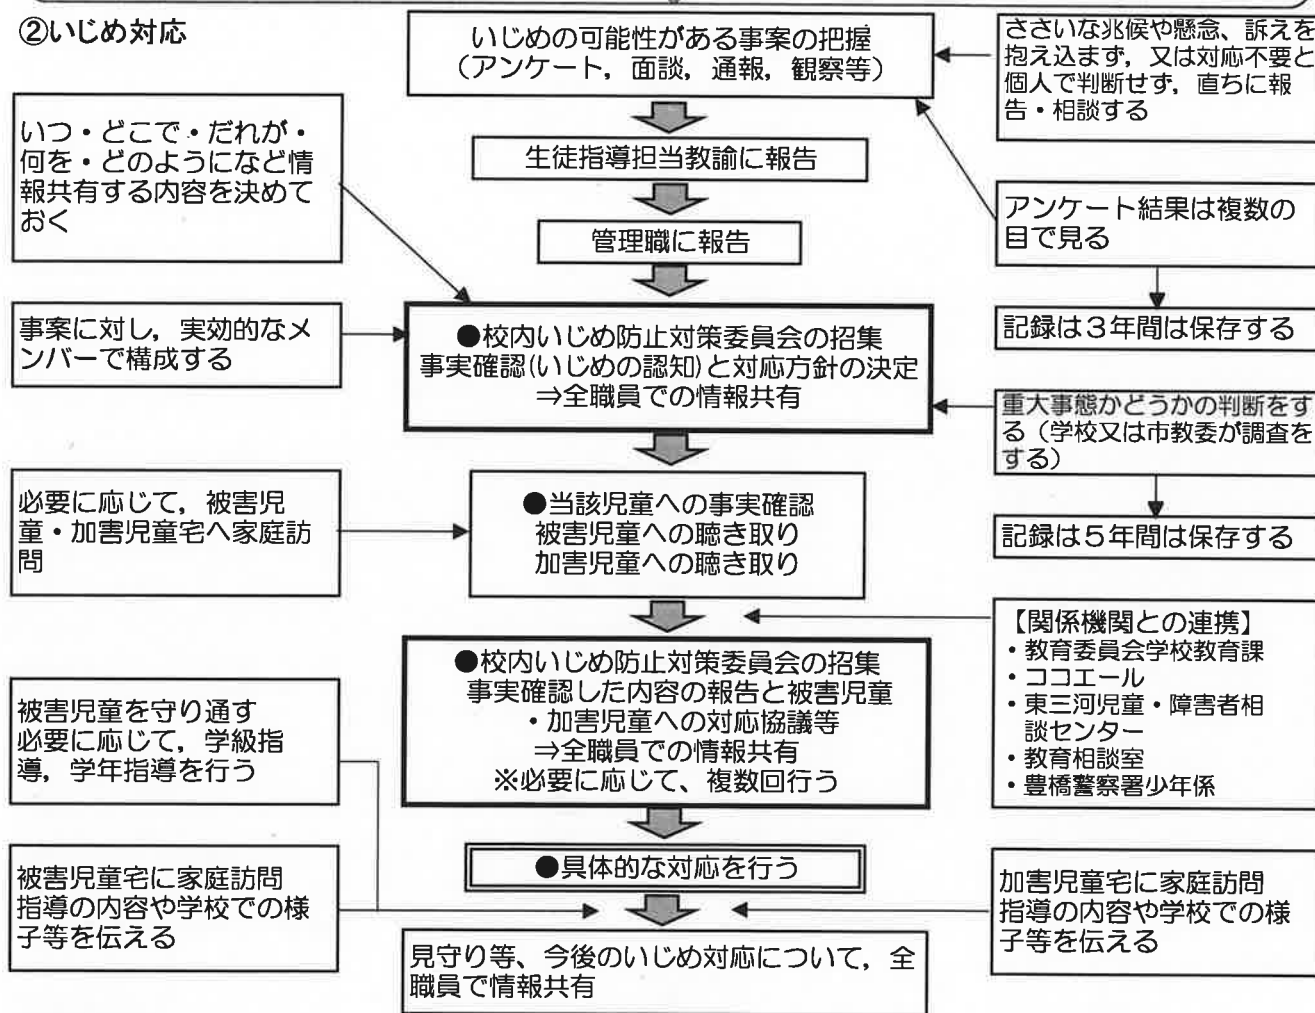 ②いじめ対応
いじめの可能性がある事案の把握
（アンケート，面談，通報，観察等）
ささいな兆候や懸念、訴えを
抱え込まず，又は対応不要と
個人で判断せず，直ちに報
告・相談する
いつ・どこで・だれが・
何を・どのようになど情
報共有する内容を決めて
おく
生徒指導担当教諭に報告
アンケート結果は複数の
目で見る
管理職に報告
記録は３年間は保存する
事案に対し，実効的なメ
ンバーで構成する
●校内いじめ防止対策委員会の招集
事実確認(いじめの認知)と対応方針の決定
⇒全職員での情報共有
重大事態かどうかの判断をす
る（学校又は市教委が調査を
する）
記録は５年間は保存する
必要に応じて，被害児
童・加害児童宅へ家庭訪
問
●当該児童への事実確認
被害児童への聴き取り
加害児童への聴き取り
【関係機関との連携】
・教育委員会学校教育課
・ココエール
・東三河児童・障害者相
談センター
・教育相談室
・豊橋警察署少年係
●校内いじめ防止対策委員会の招集
事実確認した内容の報告と被害児童
・加害児童への対応協議等
⇒全職員での情報共有
※必要に応じて、複数回行う
被害児童を守り通す
必要に応じて，学級指
導，学年指導を行う
●具体的な対応を行う
被害児童宅に家庭訪問
指導の内容や学校での様
子等を伝える
加害児童宅に家庭訪問
指導の内容や学校での様
子等を伝える
見守り等、今後のいじめ対応について，全
職員で情報共有